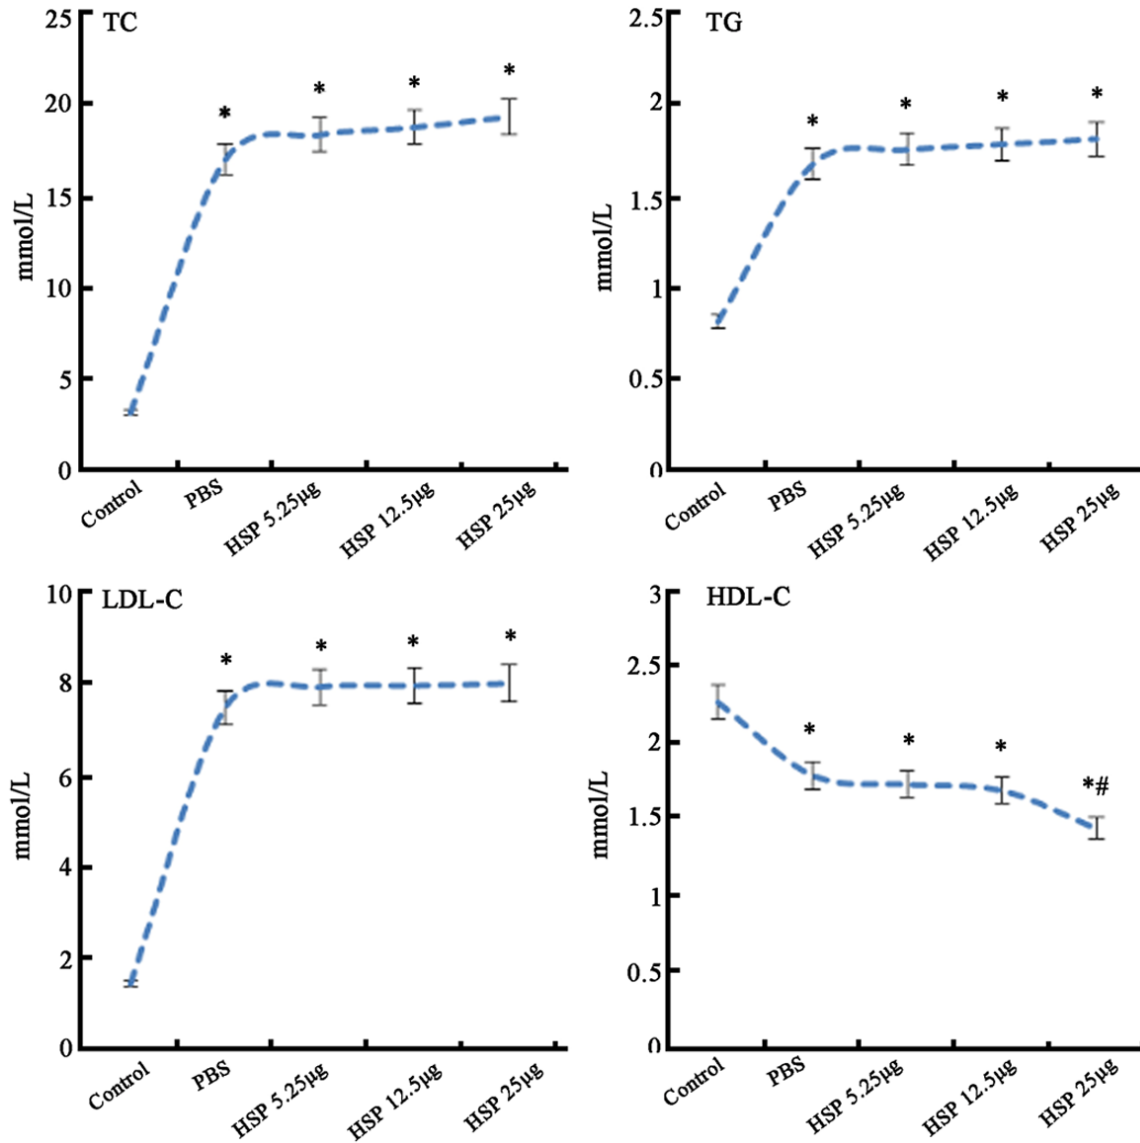 TC
25
20
15
10
5
0
mmol/L
*
*
*
*
Control
PBS
HSP 5.25µg
HSP 12.5µg
HSP 25µg
TG
2.5
2
1.5
1
0.5
0
mmol/L
*
*
*
*
Control
PBS
HSP 5.25µg
HSP 12.5µg
HSP 25µg
LDL-C
10
8
6
4
2
0
mmol/L
*
*
*
*
Control
PBS
HSP 5.25µg
HSP 12.5µg
HSP 25µg
HDL-C
3
2.5
2
1.5
1
0.5
0
mmol/L
*
*
*
*#
Control
PBS
HSP 5.25µg
HSP 12.5µg
HSP 25µg